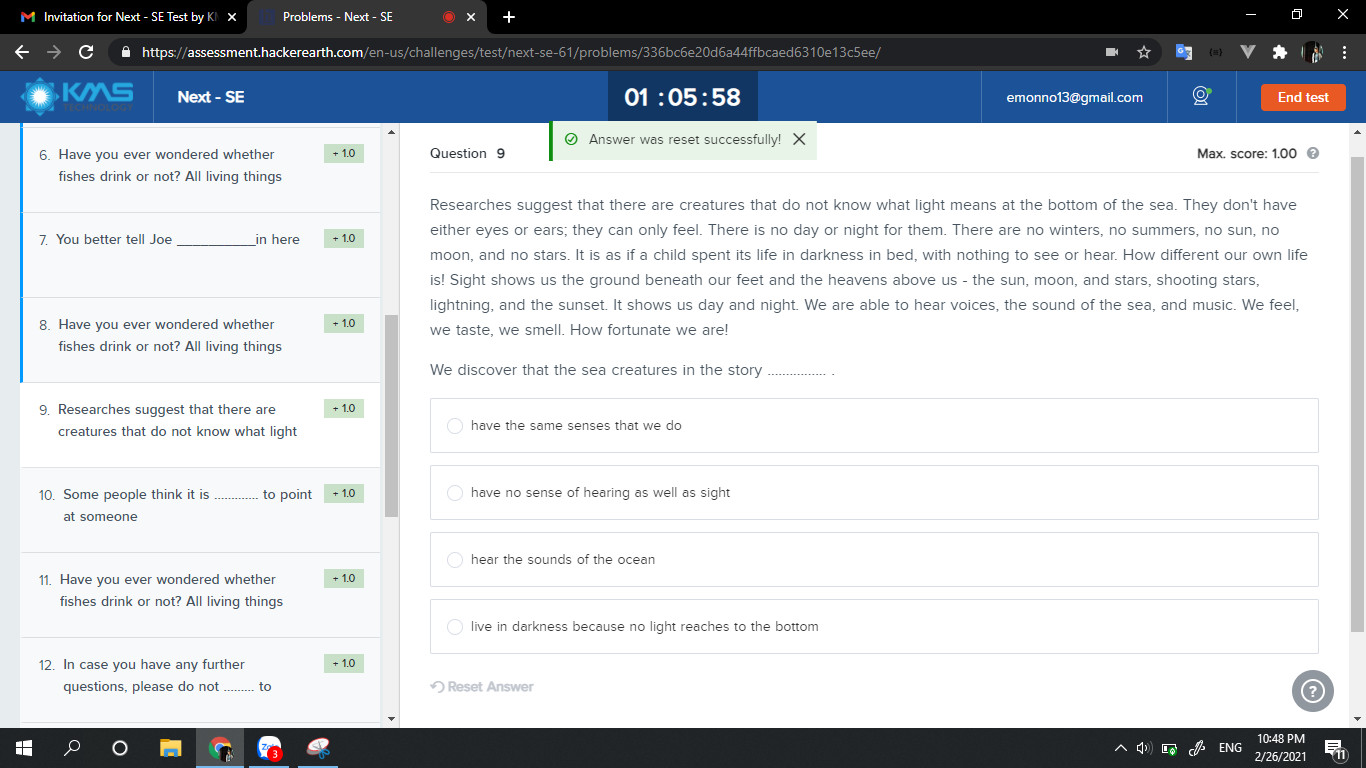 Invitation for Next - SE Test by K
Problems - Next - SE
https://assessment.hackerearth.com/en-us/challenges/test/next-se-61/problems/336bc6e20d6a44ffbcaed6310e13c5ee/
KMS
TECHNOLOGY
Next - SE
01 : 05 : 58
emonno13@gmail.com
End test
Answer was reset successfully!
6. Have you ever wondered whether
fishes drink or not? All living things
+ 1.0
7. You better tell Joe __________in here
+ 1.0
8. Have you ever wondered whether
fishes drink or not? All living things
+ 1.0
9. Researches suggest that there are
creatures that do not know what light
+ 1.0
10. Some people think it is ............. to point
at someone
+ 1.0
11. Have you ever wondered whether
fishes drink or not? All living things
+ 1.0
12. In case you have any further
questions, please do not ......... to
+ 1.0
Question 9
Max. score: 1.00
Researches suggest that there are creatures that do not know what light means at the bottom of the sea. They don't have
either eyes or ears; they can only feel. There is no day or night for them. There are no winters, no summers, no sun, no
moon, and no stars. It is as if a child spent its life in darkness in bed, with nothing to see or hear. How different our own life
is! Sight shows us the ground beneath our feet and the heavens above us - the sun, moon, and stars, shooting stars,
lightning, and the sunset. It shows us day and night. We are able to hear voices, the sound of the sea, and music. We feel,
we taste, we smell. How fortunate we are!
We discover that the sea creatures in the story ................ .
have the same senses that we do
have no sense of hearing as well as sight
hear the sounds of the ocean
live in darkness because no light reaches to the bottom
Reset Answer
?
3
ENG
10:48 PM
2/26/2021
11